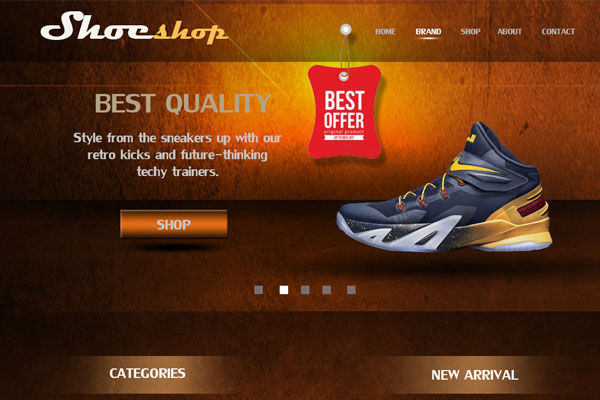 Shoeshop
HOME BRAND SHOP ABOUT CONTACT
BEST QUALITY
Style from the sneakers up with our
retro kicks and future-thinking
techy trainers.
SHOP
BEST
OFFER
original product
CATEGORIES
NEW ARRIVAL